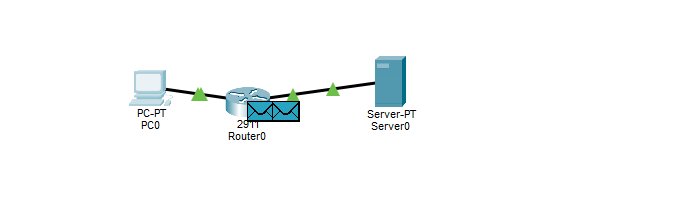 PC-PT
PC0
2911
Router0
Server-PT
Server0